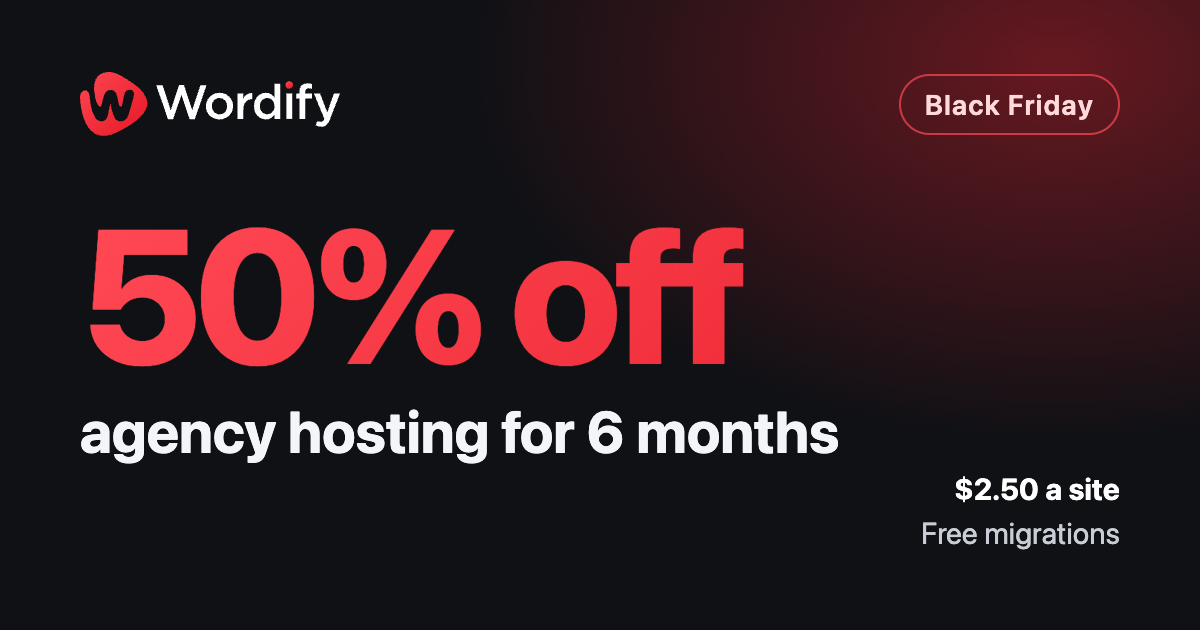 Wordify
Black Friday
50% off
agency hosting for 6 months
$2.50 a site
Free migrations